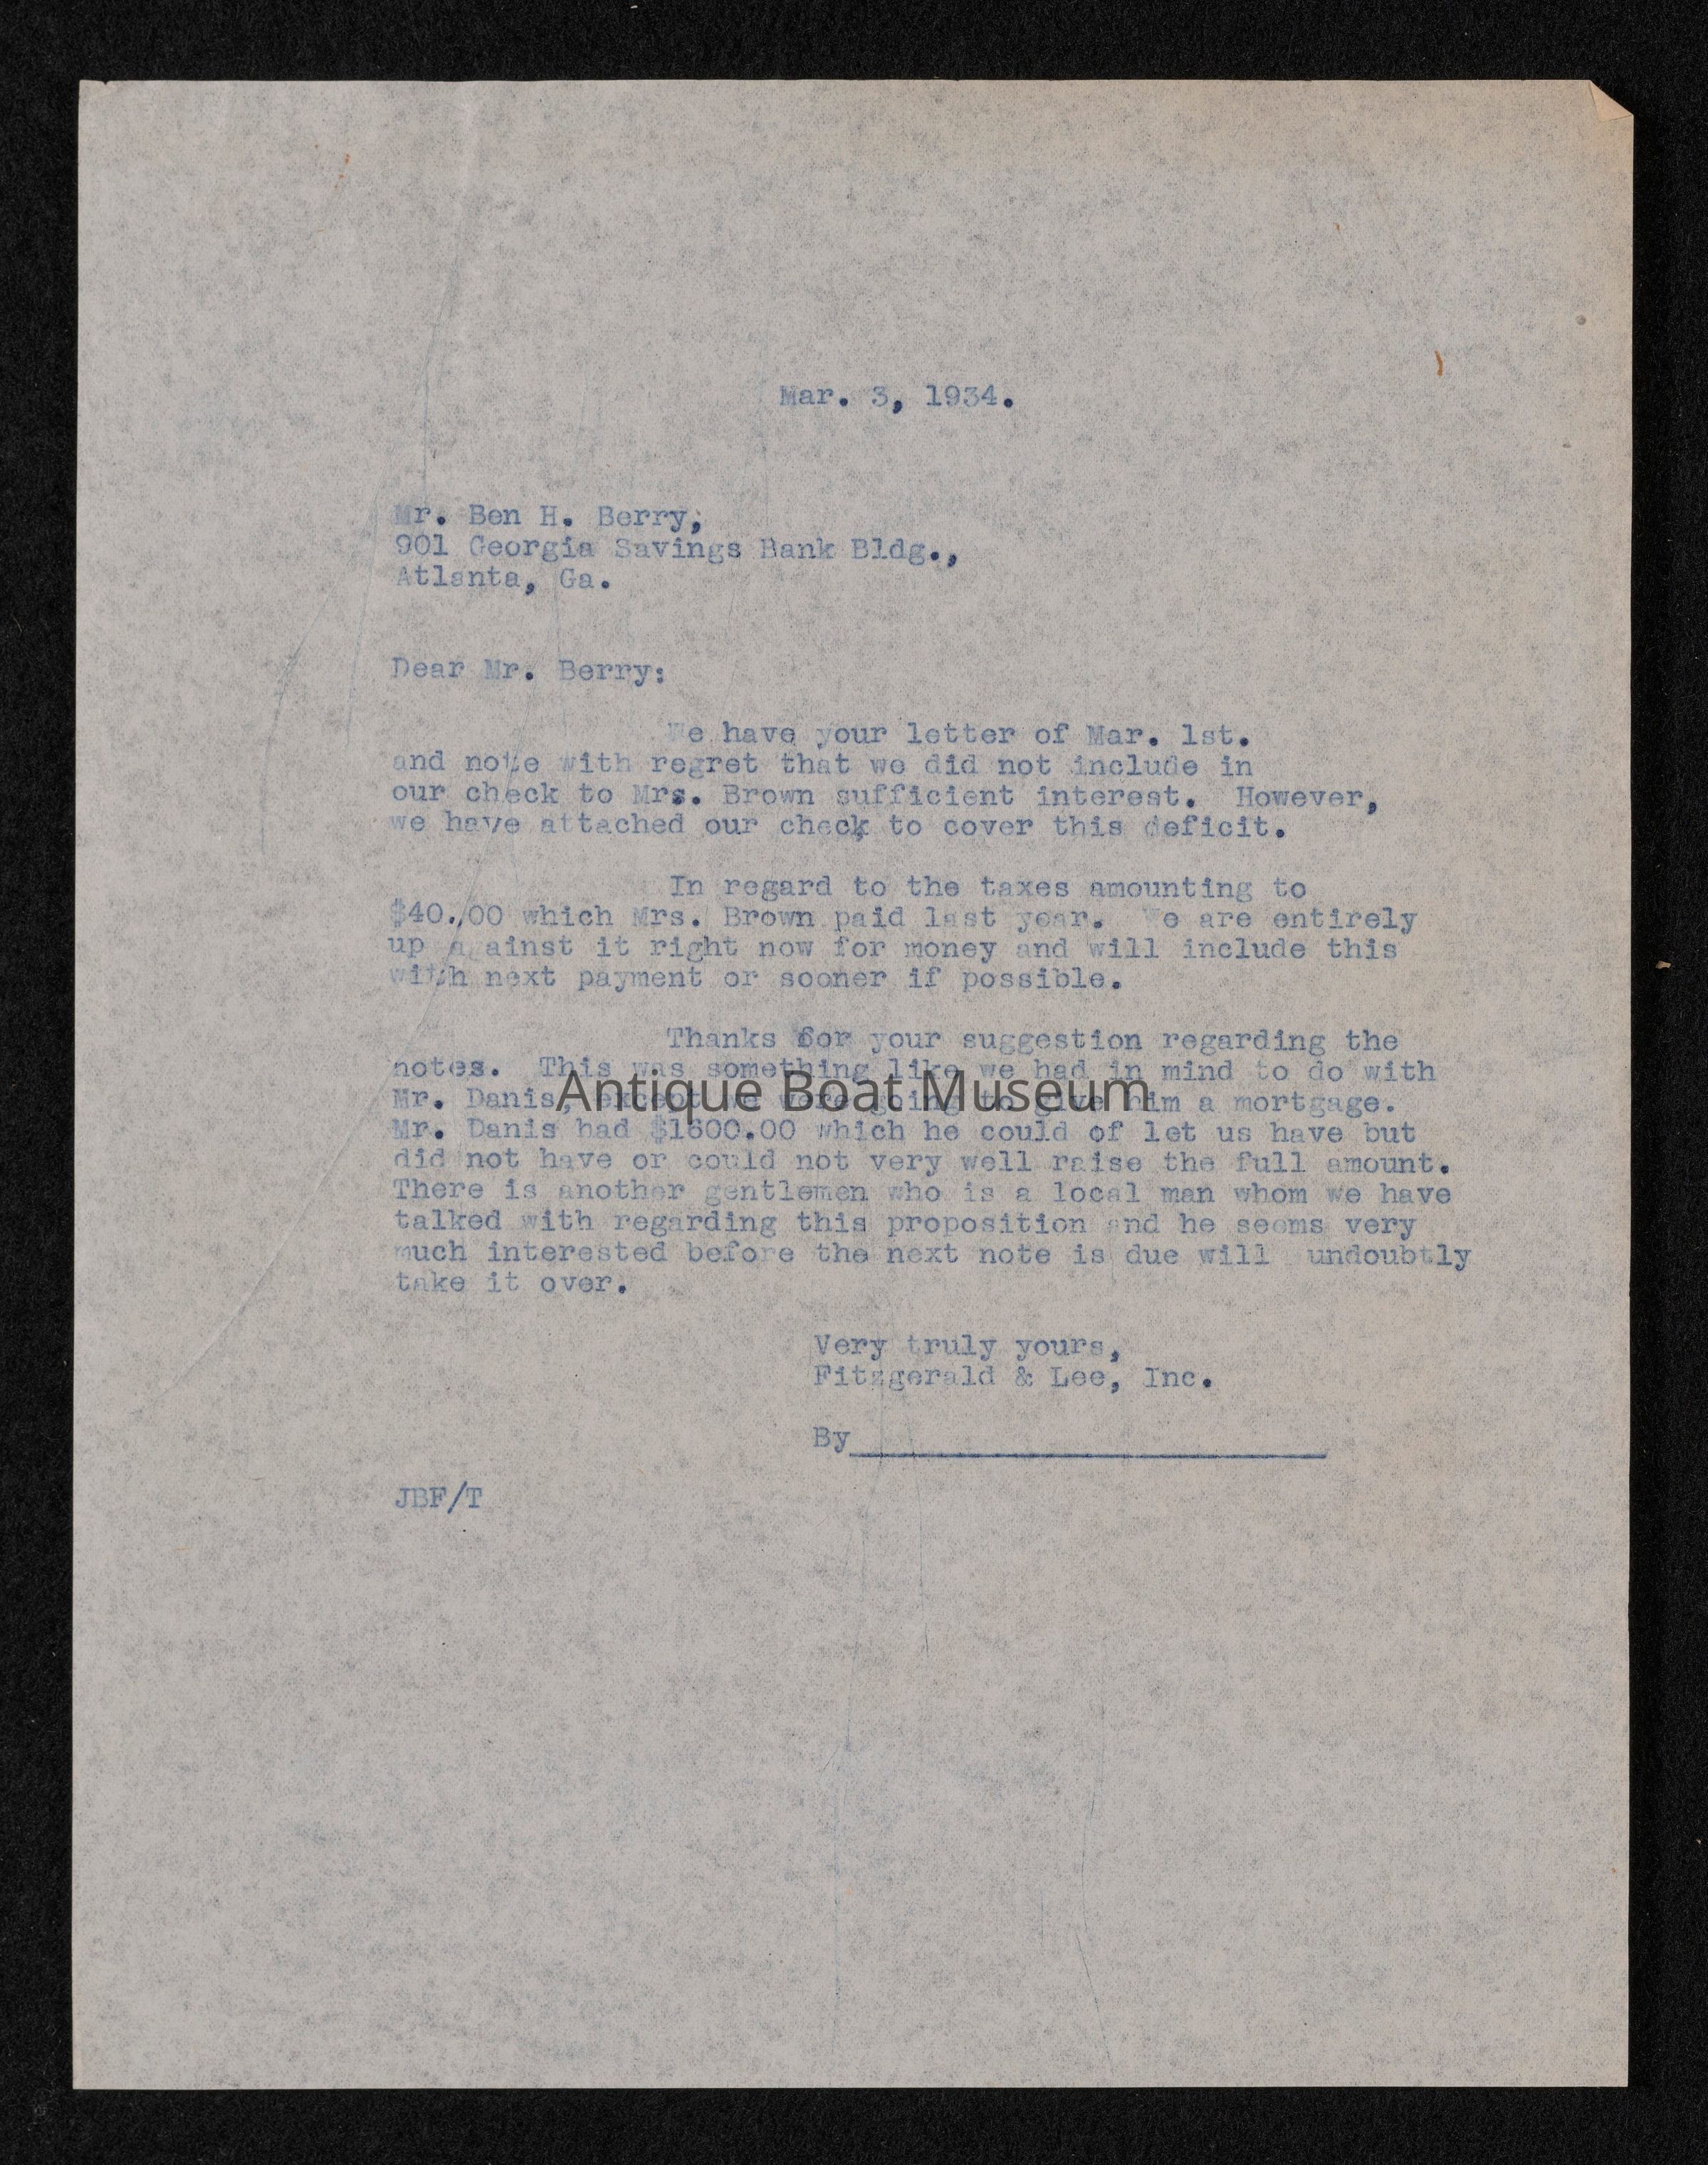 Mar. 3, 1934.
Mr. Ben H. Berry,
901 Georgia Savings Bank Bldg.,
Atlanta, Ga.
Dear Mr. Berry:
We have your letter of Mar. 1st.
and note with regret that we did not include in
our check to Mrs. Brown sufficient interest. However,
we have attached our check to cover this deficit.
In regard to the taxes amounting to
$40.00 which Mrs. Brown paid last year. We are entirely
up against it right now for money and will include this
with next payment or sooner if possible.
Thanks for your suggestion regarding the
notes. This was something like we had in mind to do with
Mr. Danis, except we were going to give him a mortgage.
Antique Boat Museum
Mr. Danis had $1600.00 which he could of let us have but
did not have or could not very well raise the full amount.
There is another gentlemen who is a local man whom we have
talked with regarding this proposition and he seems very
much interested before the next note is due will undoubtly
take it over.
Very truly yours,
Fitzgerald & Lee, Inc.
By
JBF/T